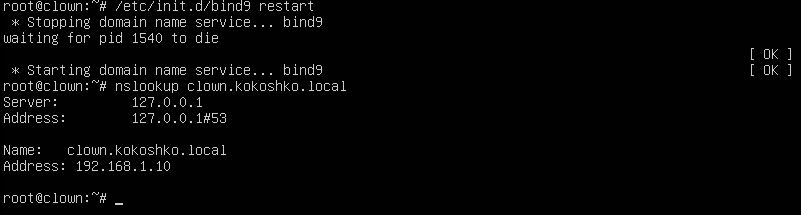 root@clown:~# /etc/init.d/bind9 restart
 * Stopping domain name service... bind9
waiting for pid 1540 to die
[ OK ]
 * Starting domain name service... bind9 [ OK ]
root@clown:~# nslookup clown.kokoshko.local
Server:         127.0.0.1
Address:        127.0.0.1#53
Name:   clown.kokoshko.local
Address: 192.168.1.10
root@clown:~# _